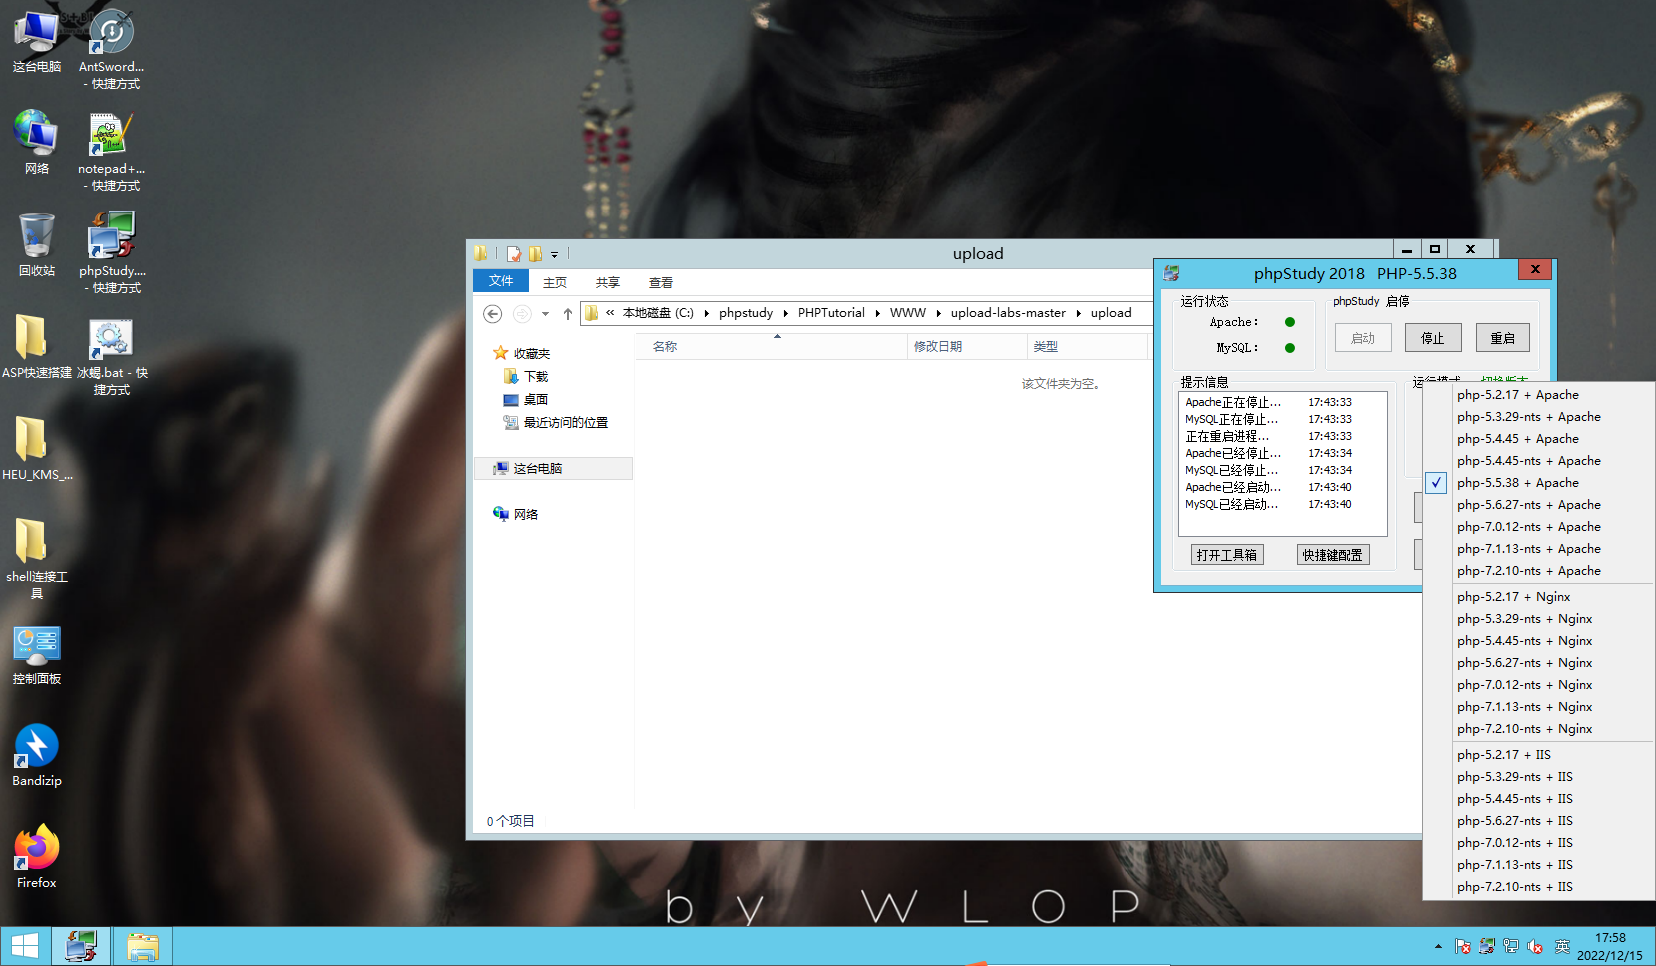 这台电脑
AntSword...
- 快捷方式
网络
notepad+...
- 快捷方式
回收站
phpStudy....
- 快捷方式
ASP快速搭建
冰蝎.bat - 快
捷方式
HEU_KMS_...
shell连接工
具
控制面板
Bandizip
Firefox
upload
文件
主页
共享
查看
« 本地磁盘 (C:) phpstudy PHPTutorial WWW upload-labs-master upload
名称
修改日期
类型
收藏夹
下载
桌面
最近访问的位置
这台电脑
网络
该文件夹为空。
0 个项目
phpStudy 2018 PHP-5.5.38
运行状态
Apache:
MySQL:
phpStudy 启停
启动
停止
重启
提示信息
Apache正在停止... 17:43:33
MySQL正在停止... 17:43:33
正在重启进程... 17:43:33
Apache已经停止... 17:43:34
MySQL已经停止... 17:43:34
Apache已经启动... 17:43:40
MySQL已经启动... 17:43:40
打开工具箱
快捷键配置
运行模式
切换版本
php-5.2.17 + Apache
php-5.3.29-nts + Apache
php-5.4.45 + Apache
php-5.4.45-nts + Apache
php-5.5.38 + Apache
php-5.6.27-nts + Apache
php-7.0.12-nts + Apache
php-7.1.13-nts + Apache
php-7.2.10-nts + Apache
php-5.2.17 + Nginx
php-5.3.29-nts + Nginx
php-5.4.45-nts + Nginx
php-5.6.27-nts + Nginx
php-7.0.12-nts + Nginx
php-7.1.13-nts + Nginx
php-7.2.10-nts + Nginx
php-5.2.17 + IIS
php-5.3.29-nts + IIS
php-5.4.45-nts + IIS
php-5.6.27-nts + IIS
php-7.0.12-nts + IIS
php-7.1.13-nts + IIS
php-7.2.10-nts + IIS
by WLOP
英
17:58
2022/12/15